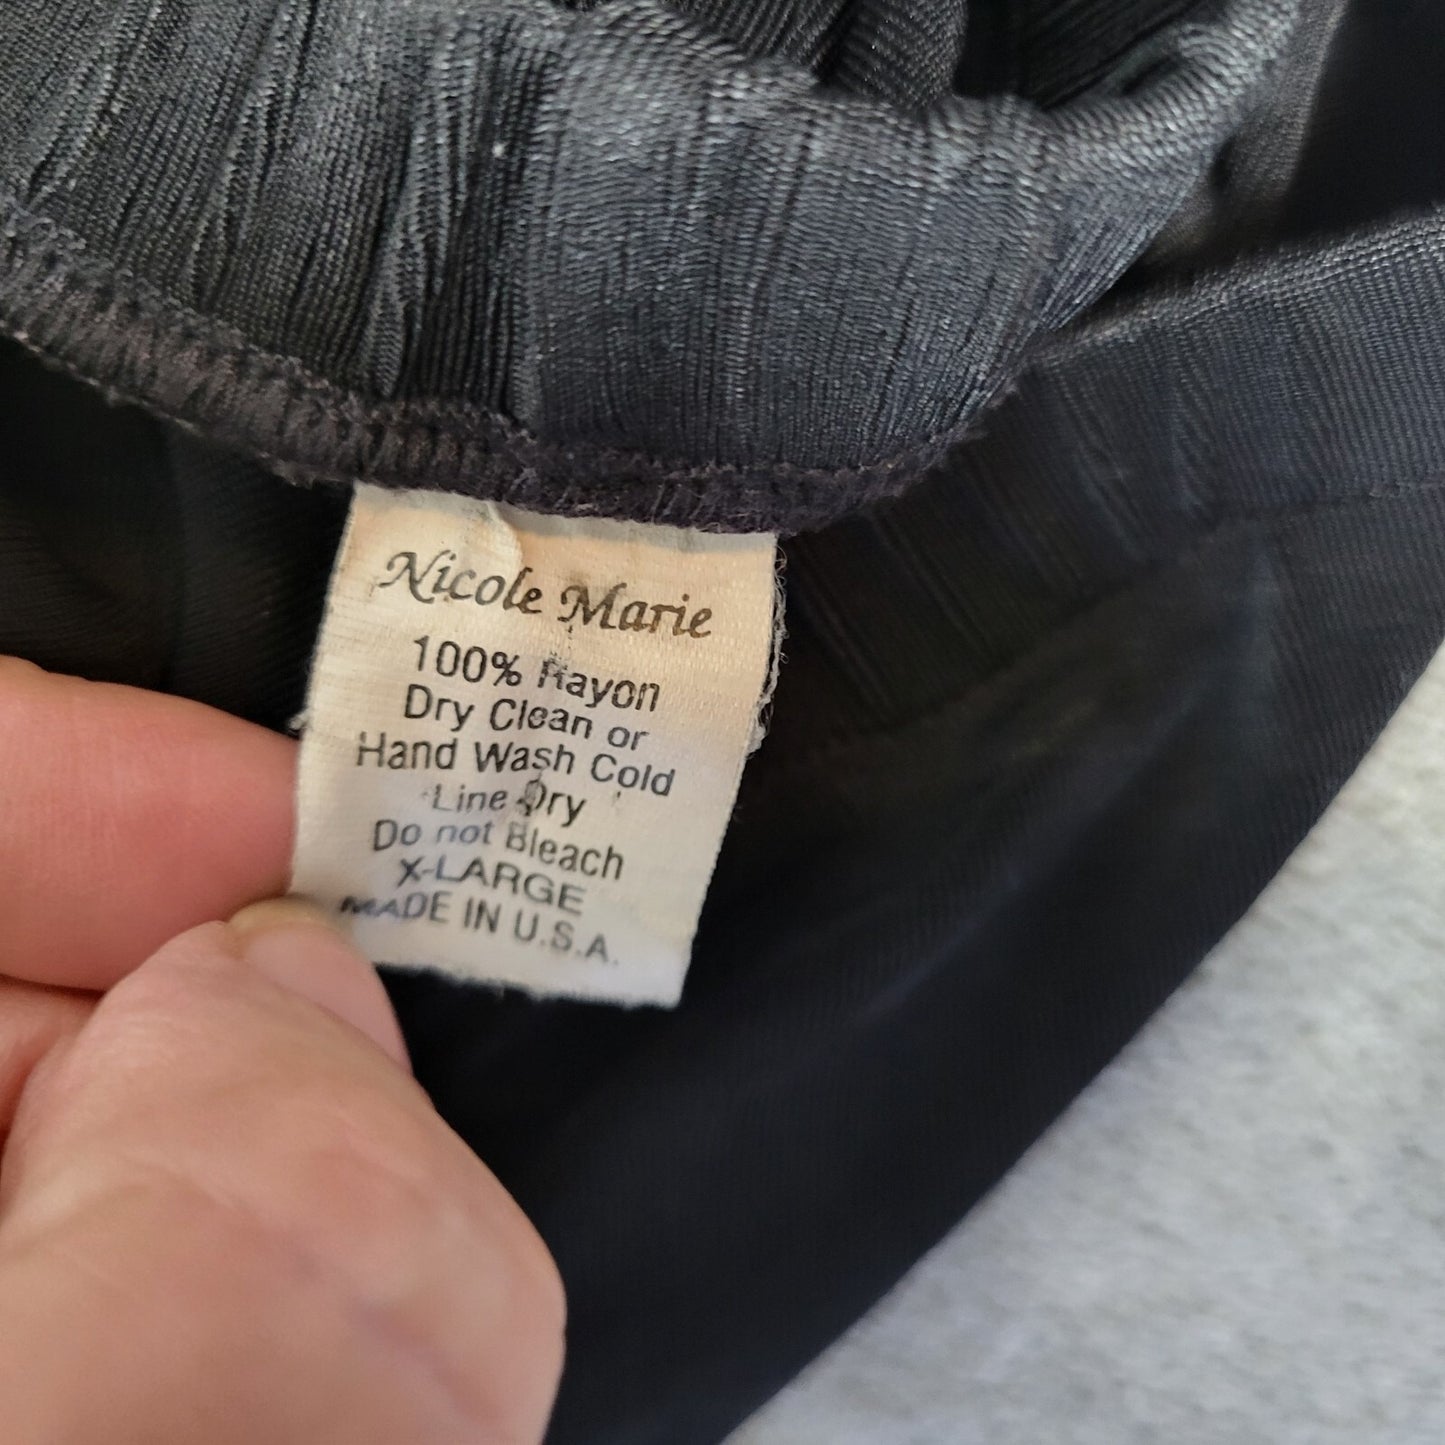 Nicole Marie
100% Rayon
Dry Clean or
Hand Wash Cold
Line Dry
Do not Bleach
X-LARGE
MADE IN U.S.A.